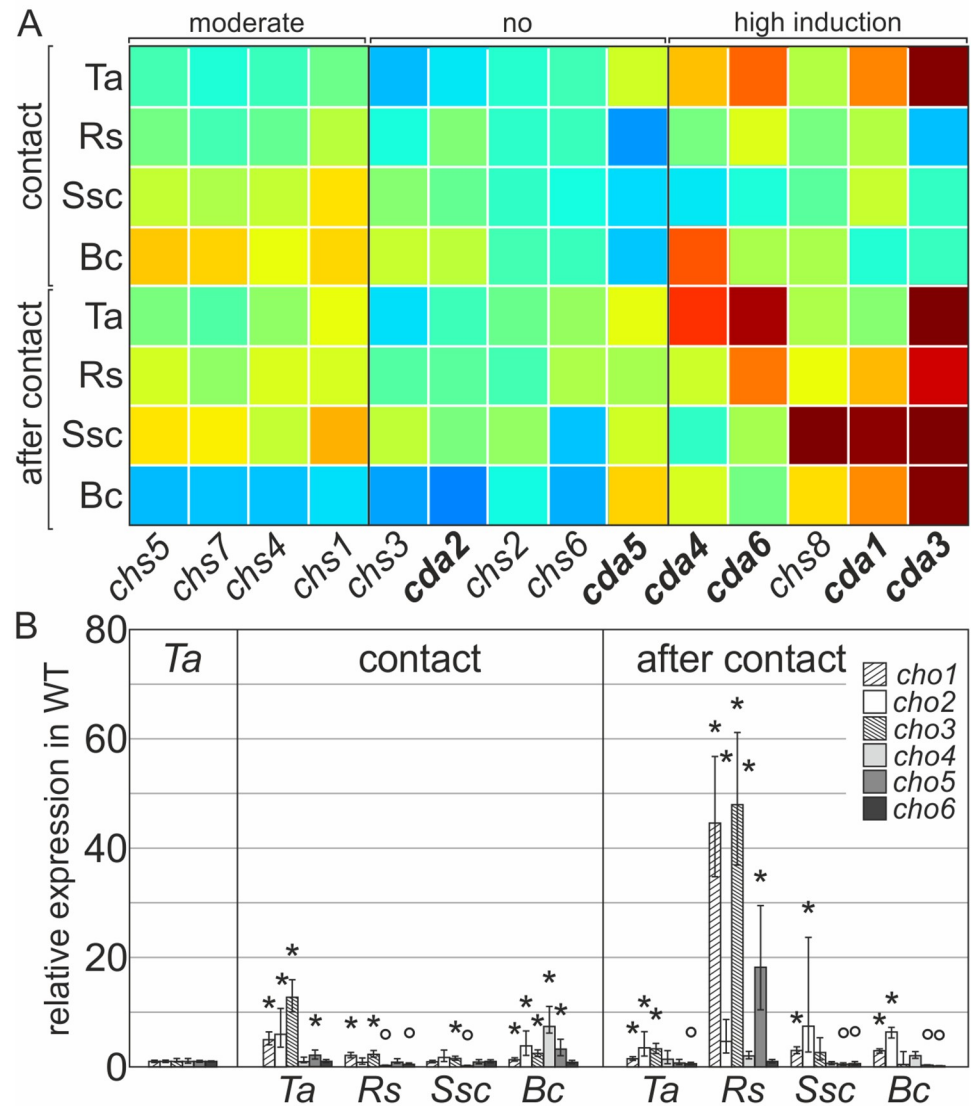 A
moderate
no
high induction
contact
Ta
Rs
Ssc
Bc
after contact
Ta
Rs
Ssc
Bc
chs5
chs7
chs4
chs1
chs3
cda2
chs2
chs6
cda5
cda4
cda6
chs8
cda1
cda3
B
relative expression in WT
80
60
40
20
0
Ta
contact
after contact
cho1
cho2
cho3
cho4
cho5
cho6
* * * *
* * o o
* o
* * * * *
* * * o
* * * * *
* * o o
* * o o
Ta
Rs
Ssc
Bc
Ta
Rs
Ssc
Bc